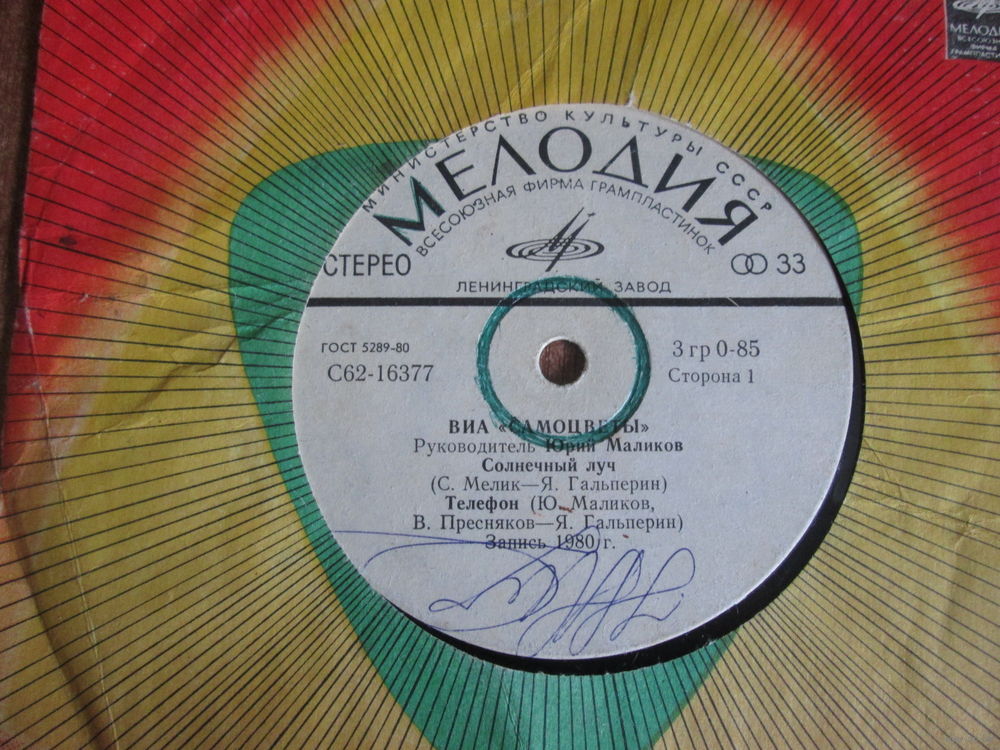 МИНИСТЕРСТВО КУЛЬТУРЫ СССР
МЕЛОДИЯ
ВСЕСОЮЗНАЯ ФИРМА ГРАМПЛАСТИНОК
СТЕРЕО
33
ЛЕНИНГРАДСКИЙ ЗАВОД
ГОСТ 5289-80
С62-16377
3 гр 0-85
Сторона 1
ВИА «САМОЦВЕТЫ»
Руководитель Юрий Маликов
Солнечный луч
(С. Мелик—Я. Гальперин)
Телефон (Ю. Маликов,
В. Пресняков—Я. Гальперин)
Запись 1980 г.